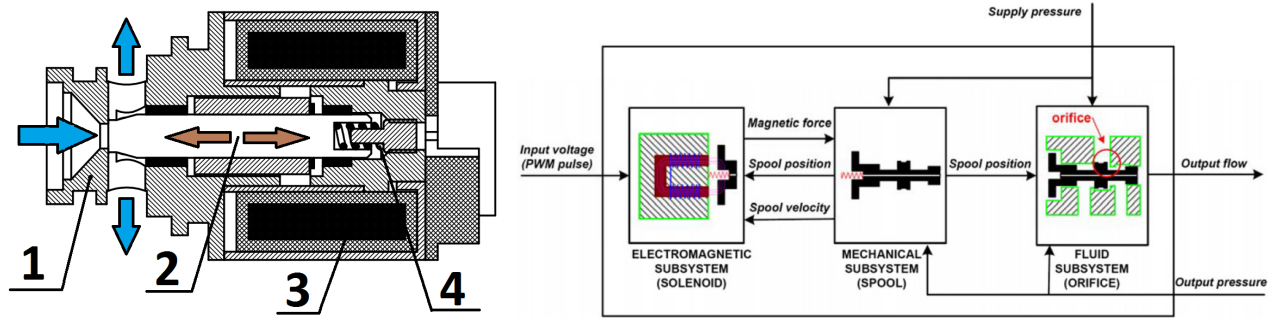 1
2
3
4
Supply pressure
orifice
Input voltage
(PWM pulse)
Magnetic force
Spool position
Spool velocity
Spool position
Output flow
ELECTROMAGNETIC
SUBSYSTEM
(SOLENOID)
MECHANICAL
SUBSYSTEM
(SPOOL)
FLUID
SUBSYSTEM
(ORIFICE)
Output pressure